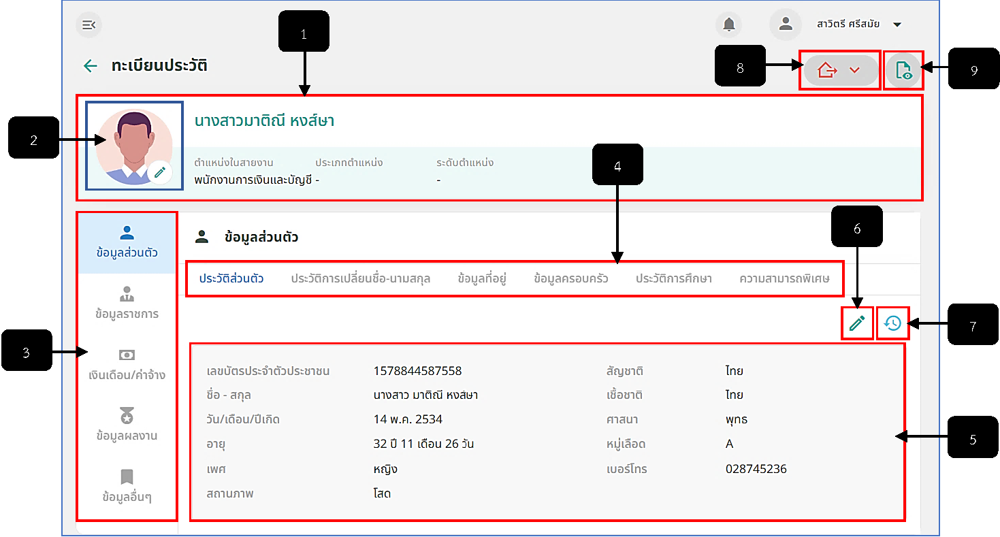 1
สาวิตรี ศรีสมัย
ทะเบียนประวัติ
8
9
นางสาวมาติณี หงส์ษา
2
ตำแหน่งในสายงาน ประเภทตำแหน่ง ระดับตำแหน่ง
พนักงานการเงินและบัญชี - -
4
6
ข้อมูลส่วนตัว
ข้อมูลส่วนตัว
ประวัติส่วนตัว ประวัติการเปลี่ยนชื่อ-นามสกุล ข้อมูลที่อยู่ ข้อมูลครอบครัว ประวัติการศึกษา ความสามารถพิเศษ
ข้อมูลราชการ
7
3
เงินเดือน/ค่าจ้าง
ข้อมูลผลงาน
ข้อมูลอื่นๆ
เลขบัตรประจำตัวประชาชน 1578844587558 สัญชาติ ไทย
ชื่อ - สกุล นางสาว มาติณี หงสษา เชื้อชาติ ไทย
วัน/เดือน/ปีเกิด 14 พ.ค. 2534 ศาสนา พุทธ
อายุ 32 ปี 11 เดือน 26 วัน หมู่เลือด A
5
เพศ หญิง เบอร์โทร 028745236
สถานภาพ โสด